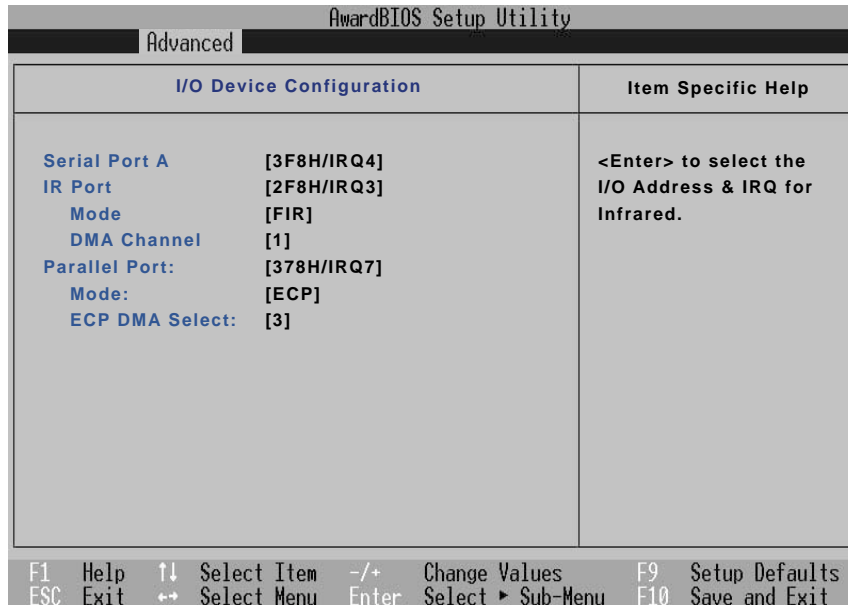 AwardBIOS Setup Utility
Advanced
I/O Device Configuration
Item Specific Help
Serial Port A [3F8H/IRQ4]
IR Port [2F8H/IRQ3]
Mode [FIR]
DMA Channel [1]
Parallel Port: [378H/IRQ7]
Mode: [ECP]
ECP DMA Select: [3]
<Enter> to select the
I/O Address & IRQ for
Infrared.
F1 Help ↑↓ Select Item -/+ Change Values F9 Setup Defaults
ESC Exit ←→ Select Menu Enter Select ► Sub-Menu F10 Save and Exit